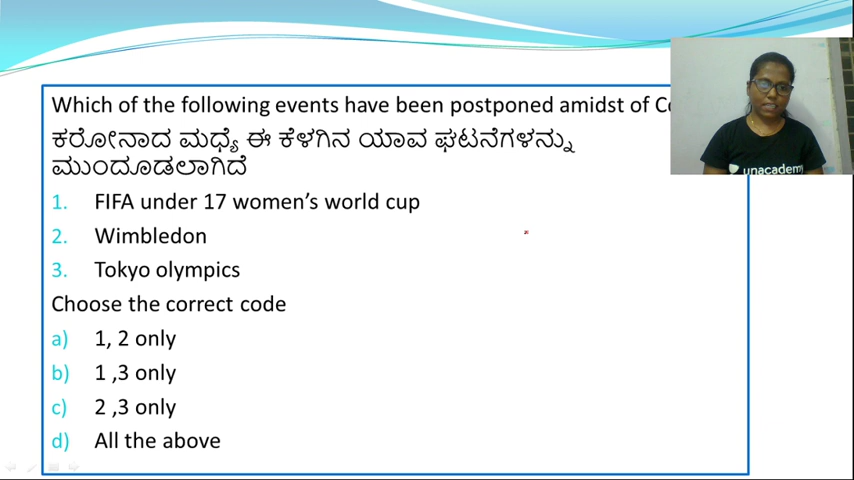 Which of the following events have been postponed amidst of
ಕರೋನಾದ ಮಧ್ಯೆ ಈ ಕೆಳಗಿನ ಯಾವ ಘಟನೆಗಳನ್ನು
ಮುಂದೂಡಲಾಗಿದೆ
1. FIFA under 17 women’s world cup
2. Wimbledon
3. Tokyo olympics
Choose the correct code
a) 1, 2 only
b) 1 ,3 only
c) 2 ,3 only
d) All the above
unacademy